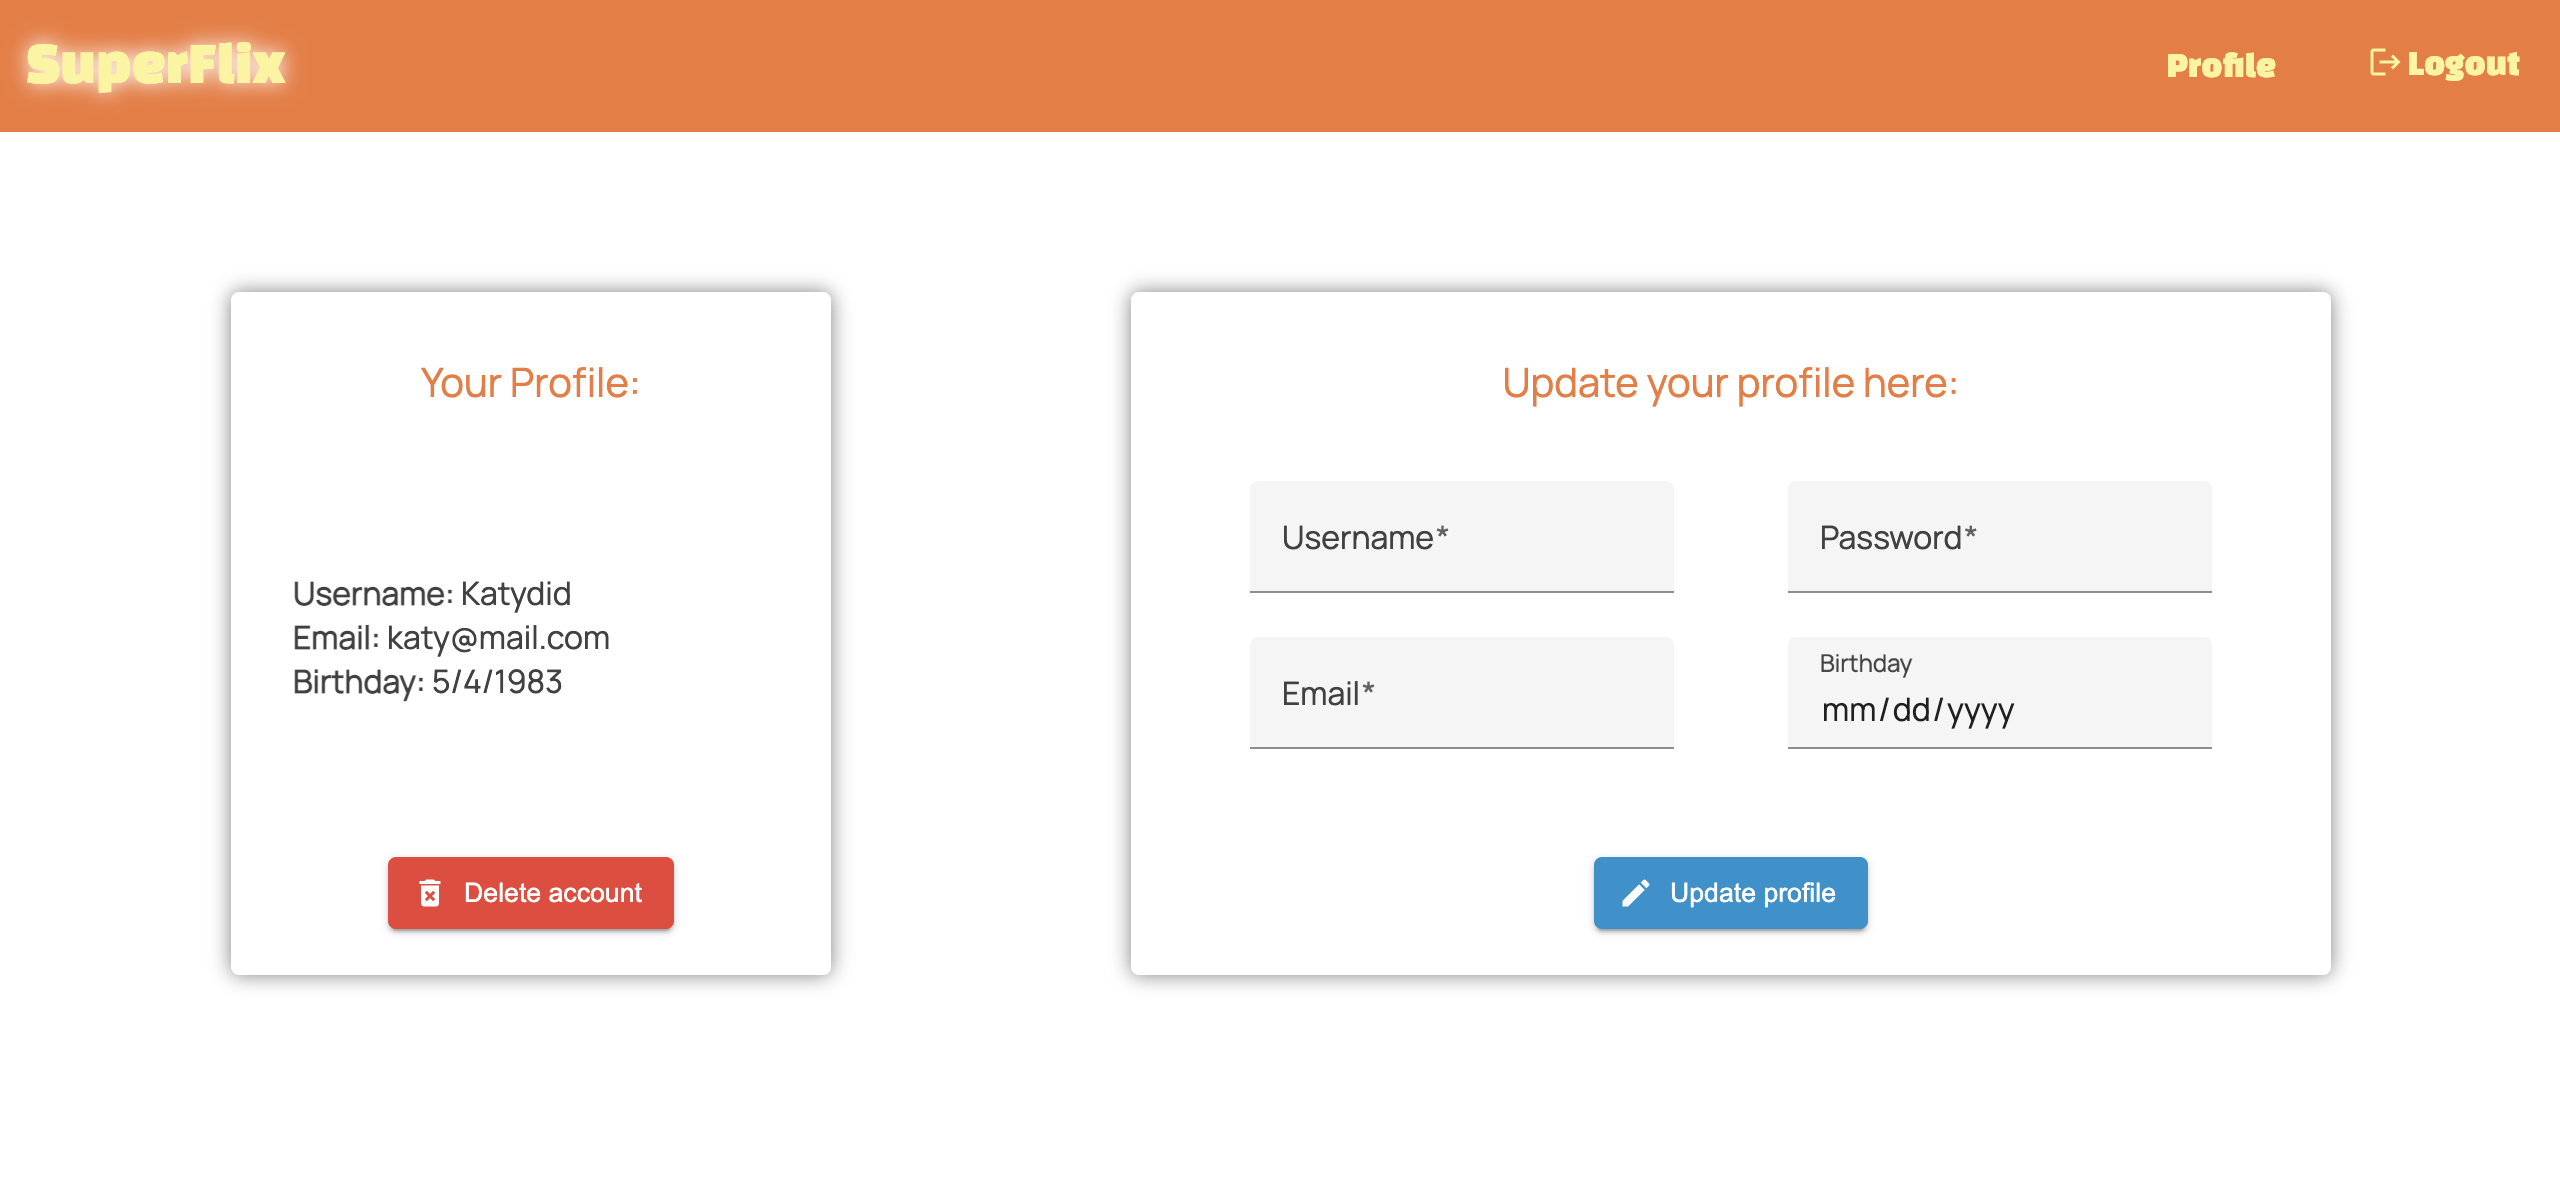 SuperFlix
Profile
Logout
Your Profile:
Username: Katydid
Email: katy@mail.com
Birthday: 5/4/1983
Delete account
Update your profile here:
Username*
Password*
Email*
Birthday
mm/dd/yyyy
Update profile